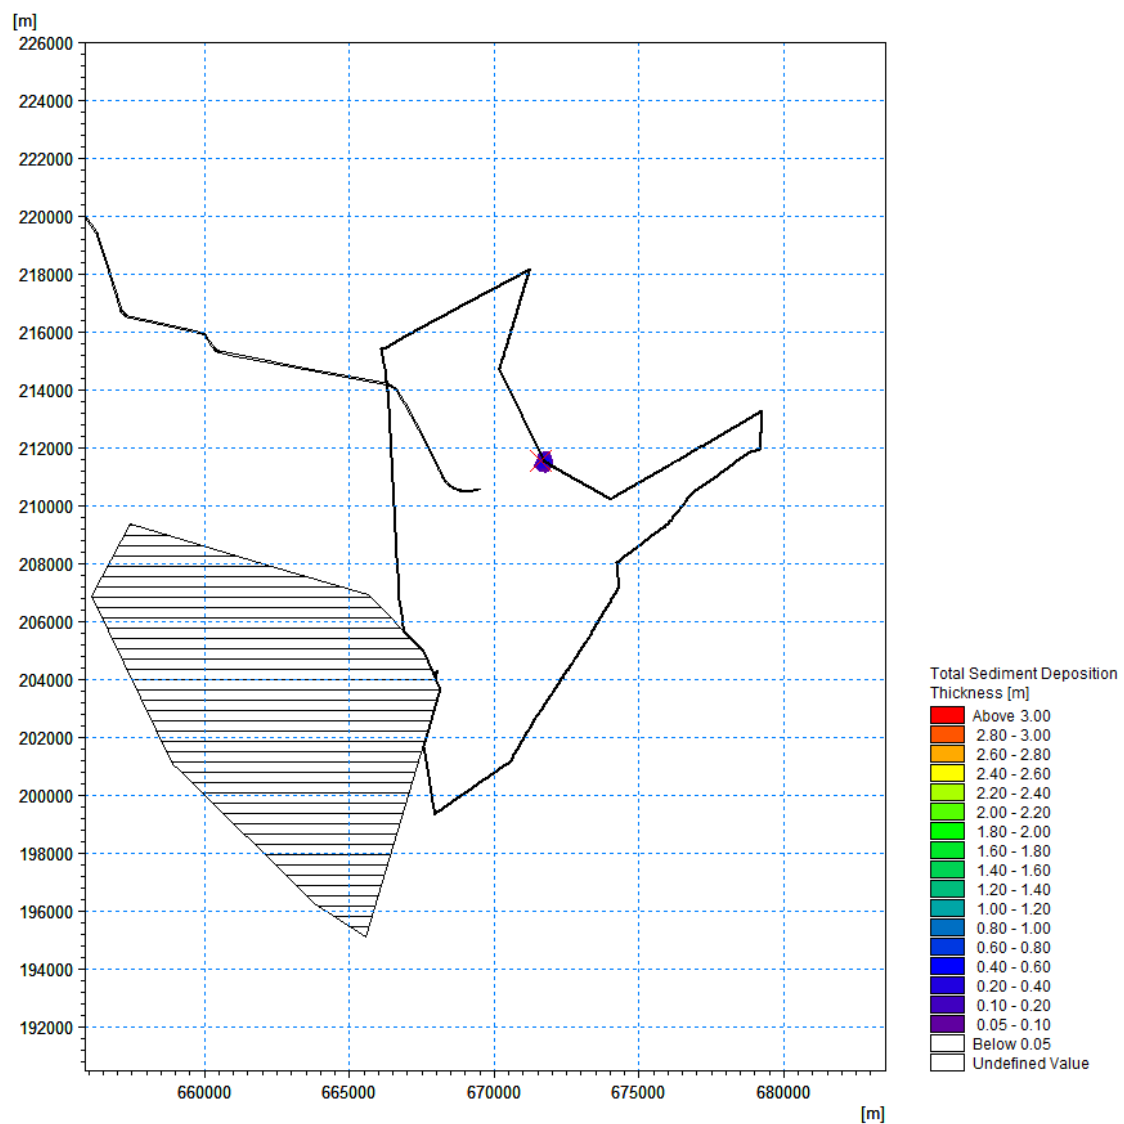 [m]
226000
224000
222000
220000
218000
216000
214000
212000
210000
208000
206000
204000
202000
200000
198000
196000
194000
192000
660000 665000 670000 675000 680000
[m]
Total Sediment Deposition
Thickness [m]
Above 3.00
2.80 - 3.00
2.60 - 2.80
2.40 - 2.60
2.20 - 2.40
2.00 - 2.20
1.80 - 2.00
1.60 - 1.80
1.40 - 1.60
1.20 - 1.40
1.00 - 1.20
0.80 - 1.00
0.60 - 0.80
0.40 - 0.60
0.20 - 0.40
0.10 - 0.20
0.05 - 0.10
Below 0.05
Undefined Value